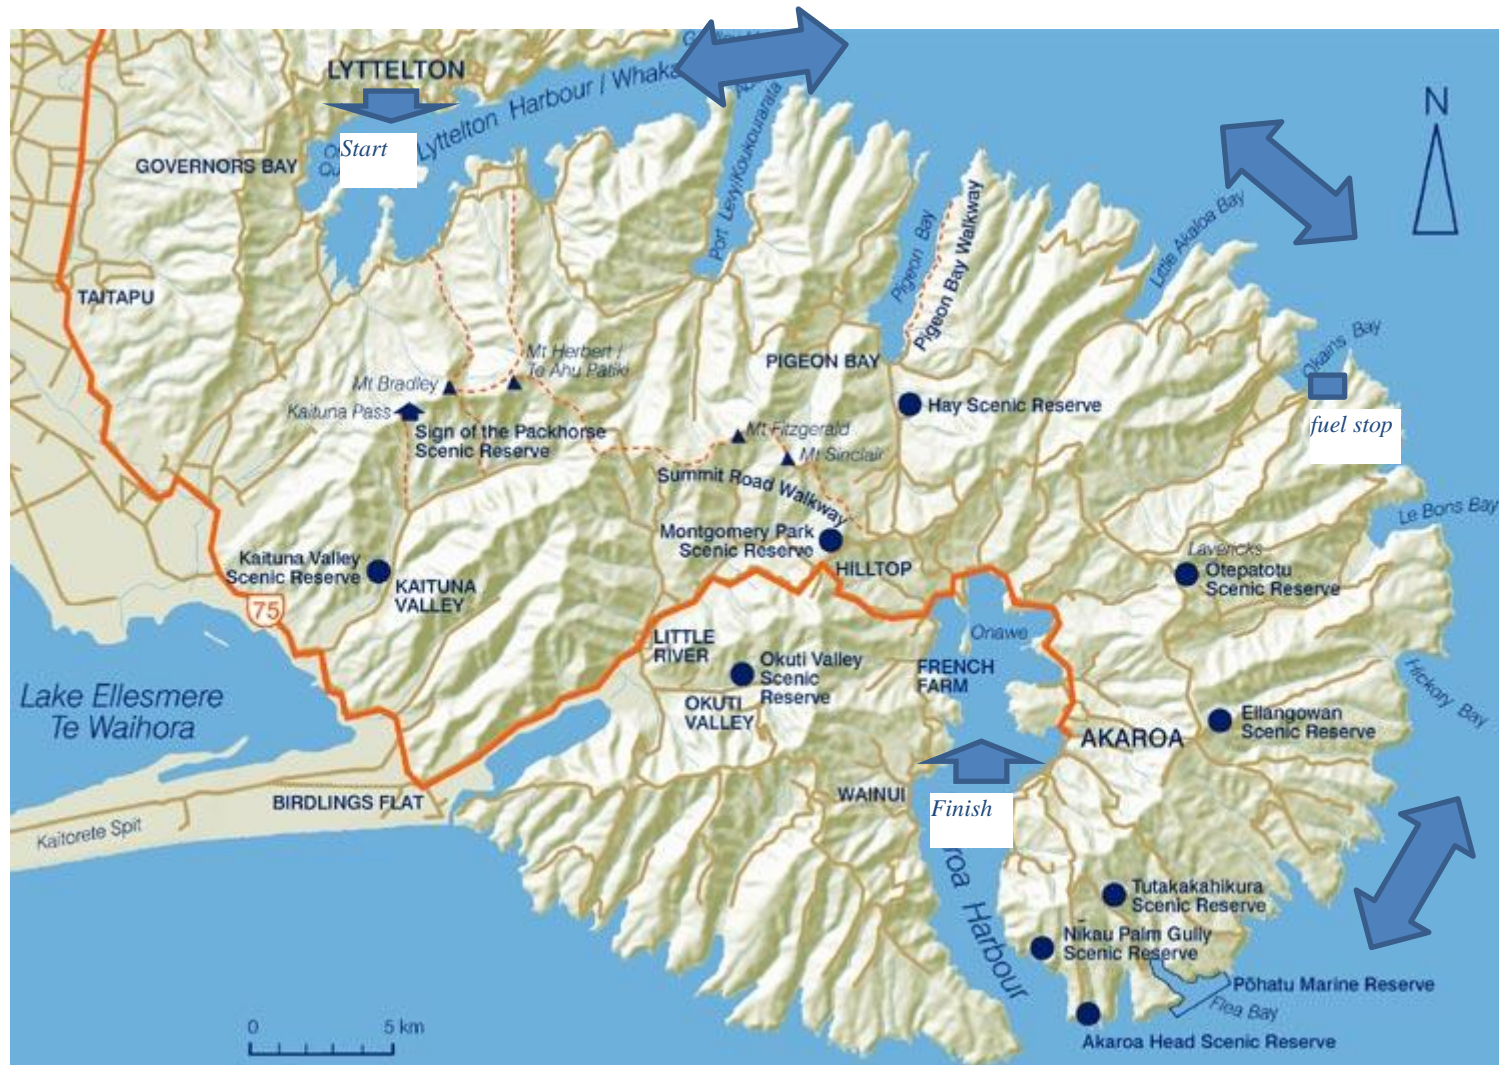 LYTTELTON
Lyttelton Harbour / Whaka
Start
GOVERNORS BAY
Port Levy/Koukourarata
Pigeon Bay
Pigeon Bay Walkway
Little Akaloa Bay
N
TAITAPU
Okains Bay
fuel stop
Mt Herbert /
Te Ahu Patiki
Mt Bradley
Kaituna Pass
Sign of the Packhorse
Scenic Reserve
PIGEON BAY
Hay Scenic Reserve
Mt Fitzgerald
Mt Sinclair
Summit Road Walkway
Le Bons Bay
Montgomery Park
Scenic Reserve
HILLTOP
Lavericks
Otepatotu
Scenic Reserve
Kaituna Valley
Scenic Reserve
KAITUNA
VALLEY
75
LITTLE
RIVER
Okuti Valley
Scenic
Reserve
OKUTI
VALLEY
Onawe
FRENCH
FARM
Hickory Bay
Lake Ellesmere
Te Waihora
AKAROA
Ellangowan
Scenic Reserve
BIRDLINGS FLAT
WAINUI
Finish
Kaitorete Spit
roa Harbour
Tutakakahikura
Scenic Reserve
Nīkau Palm Gully
Scenic Reserve
Pōhatu Marine Reserve
Flea Bay
Akaroa Head Scenic Reserve
0 5 km